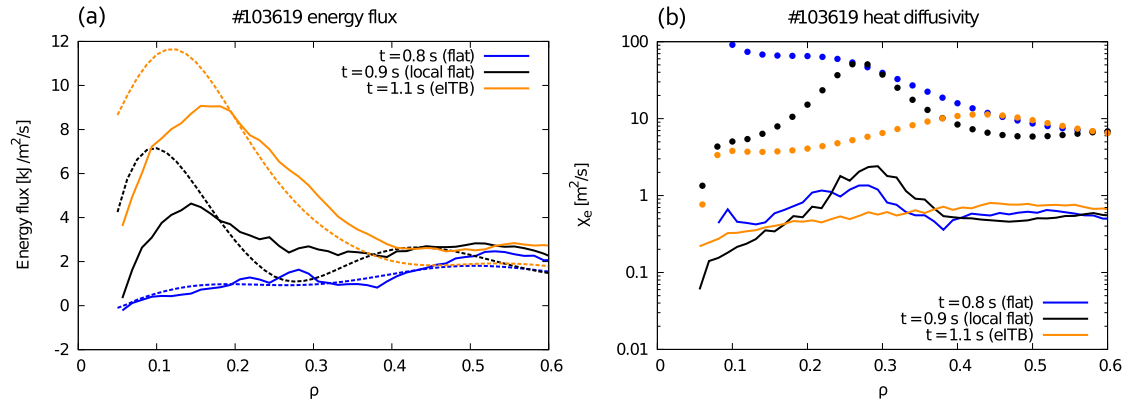 (a)
#103619 energy flux
12
10
8
6
4
2
0
-2
0
0.1
0.2
0.3
0.4
0.5
0.6
Energy flux [kJ/m²/s]
ρ
t = 0.8 s (flat)
t = 0.9 s (local flat)
t = 1.1 s (eITB)
(b)
#103619 heat diffusivity
100
10
1
0.1
0.01
0
0.1
0.2
0.3
0.4
0.5
0.6
χe [m²/s]
ρ
t = 0.8 s (flat)
t = 0.9 s (local flat)
t = 1.1 s (eITB)